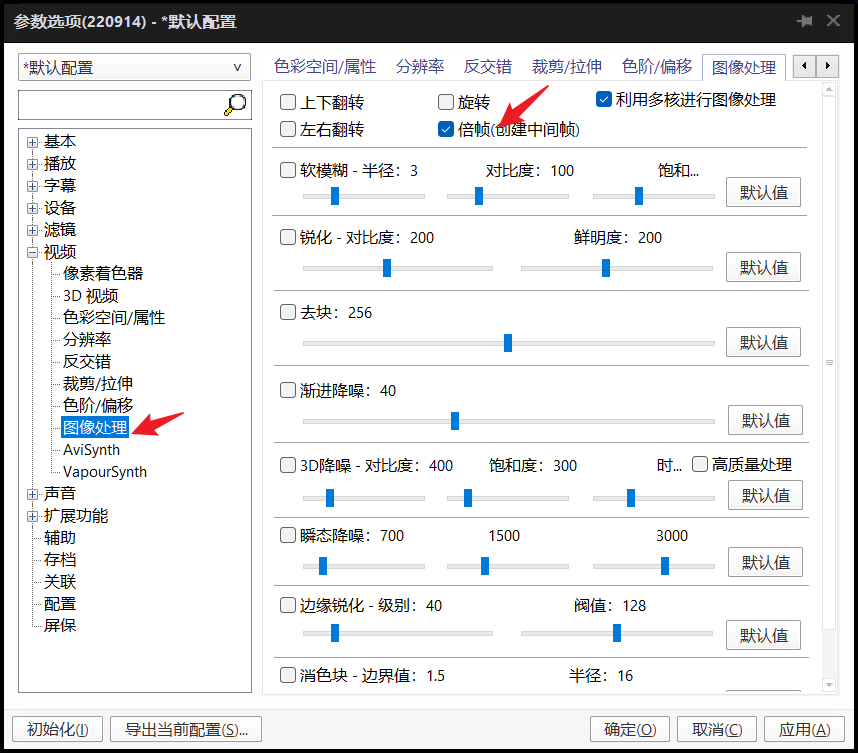 参数选项(220914) - *默认配置
*默认配置
基本
播放
字幕
设备
滤镜
视频
像素着色器
3D 视频
色彩空间/属性
分辨率
反交错
裁剪/拉伸
色阶/偏移
图像处理
AviSynth
VapourSynth
声音
扩展功能
辅助
存档
关联
配置
屏保
色彩空间/属性 分辨率 反交错 裁剪/拉伸 色阶/偏移 图像处理
上下翻转 旋转 利用多核进行图像处理
左右翻转 倍帧(创建中间帧)
软模糊 - 半径：3 对比度：100 饱和...
默认值
锐化 - 对比度：200 鲜明度：200
默认值
去块：256
默认值
渐进降噪：40
默认值
3D降噪 - 对比度：400 饱和度：300 时... 高质量处理
默认值
瞬态降噪：700 1500 3000
默认值
边缘锐化 - 级别：40 阀值：128
默认值
消色块 - 边界值：1.5 半径：16
初始化(I) 导出当前配置(S)... 确定(O) 取消(C) 应用(A)